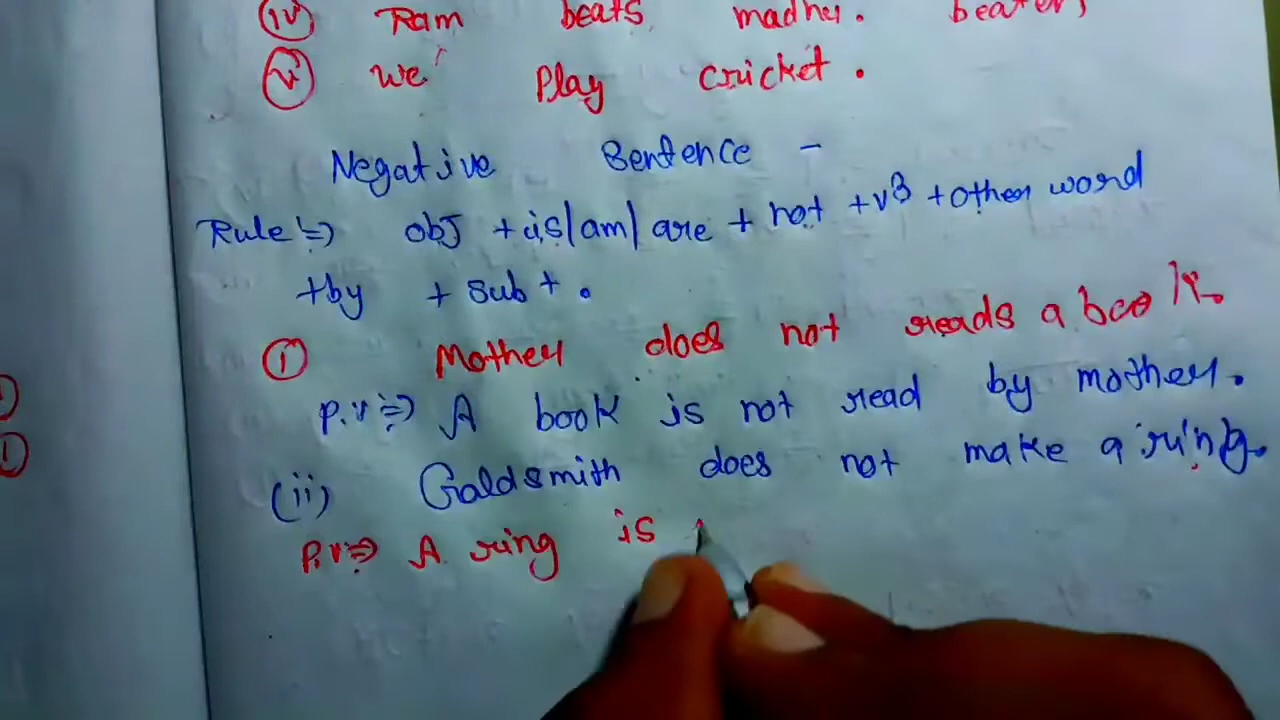 (iv) Ram beats madhu.
(v) We play cricket.
Negative Sentence -
Rule => obj + is/am/are + not + v3 + other word
+by + sub + .
(i) Mother does not reads a book.
P.V => A book is not read by mother.
(ii) Goldsmith does not make a ring.
P.V => A ring is